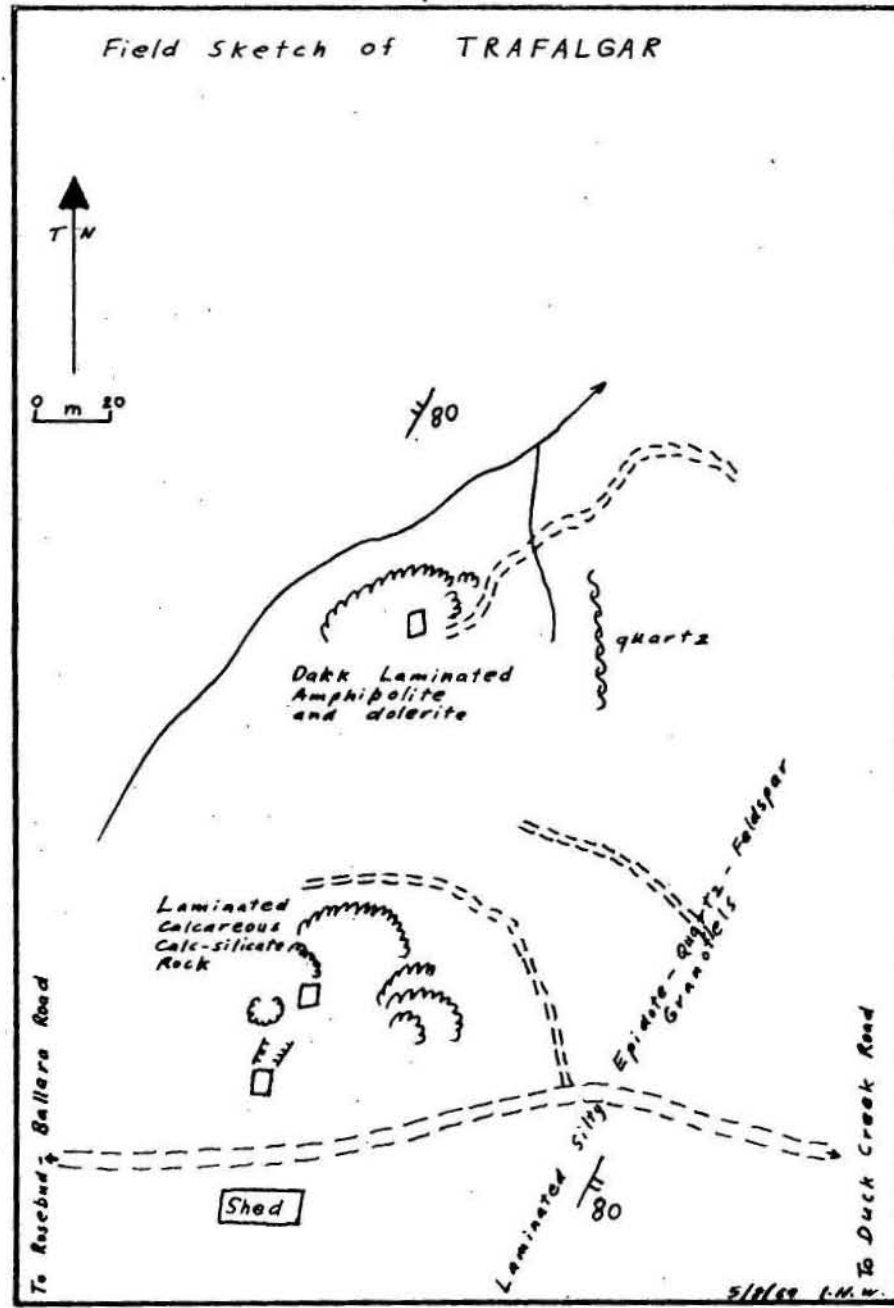 Field Sketch of TRAFALGAR
T N
0 m 20
80
quartz
Dakk Laminated
Amphibolite
and dolerite
Laminated
Calcareous
Calc-silicate
Rock
Laminated Silty Epidote-Quartz-Feldspar
Granofels
To Rosebud-Ballara Road
To Duck Creek Road
Shed
80